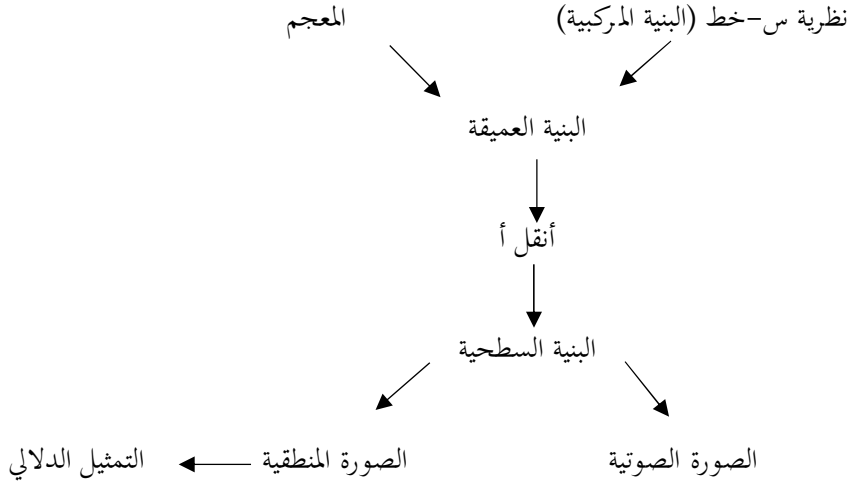 نظرية س-خط (البنية المركبية) المعجم
البنية العميقة
أنقل أ
البنية السطحية
الصورة الصوتية الصورة المنطقية التمثيل الدلالي